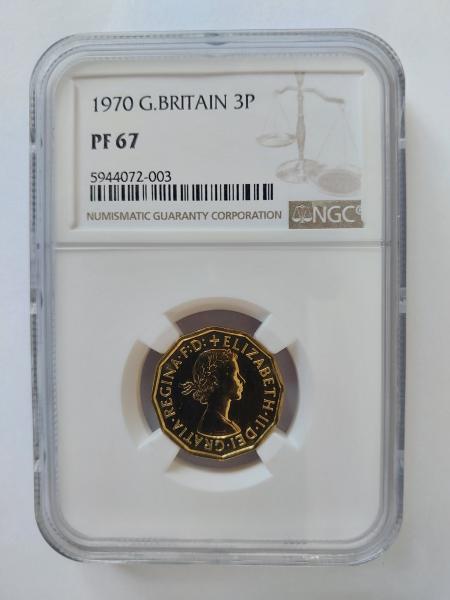 1970 G.BRITAIN 3P
PF 67
5944072-003
NUMISMATIC GUARANTY CORPORATION
NGC®
+ELIZABETH·II·DEI·GRATIA·REGINA·F:D: